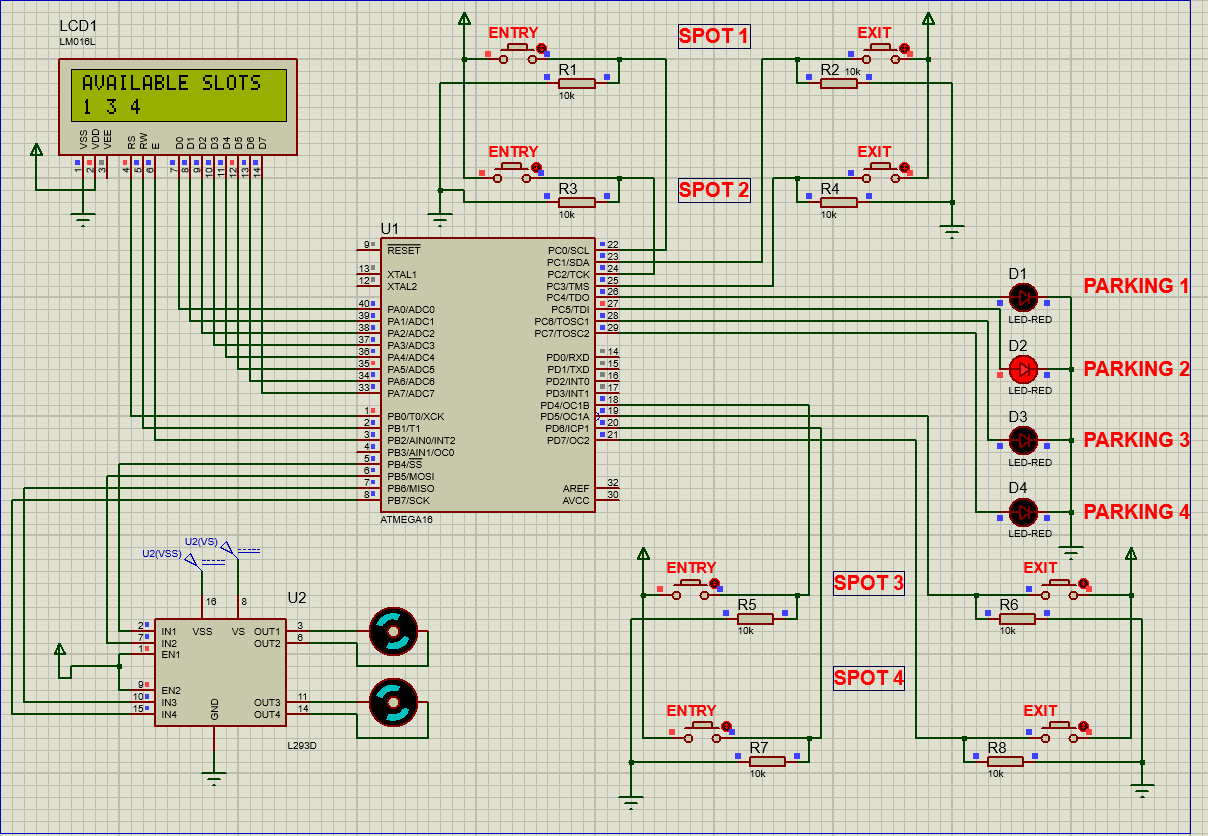 LCD1
LM016L
AVAILABLE SLOTS
1 3 4
VSS VDD VEE RS RW E D0 D1 D2 D3 D4 D5 D6 D7
1 2 3 4 5 6 7 8 9 10 11 12 13 14
ENTRY
SPOT 1
EXIT
R1
10k
R2
10k
ENTRY
SPOT 2
EXIT
R3
10k
R4
10k
U1
9 RESET PC0/SCL 22
PC1/SDA 23
13 XTAL1 PC2/TCK 24
12 XTAL2 PC3/TMS 25
PC4/TDO 26
40 PA0/ADC0 PC5/TDI 27
39 PA1/ADC1 PC6/TOSC1 28
38 PA2/ADC2 PC7/TOSC2 29
37 PA3/ADC3
36 PA4/ADC4 PD0/RXD 14
35 PA5/ADC5 PD1/TXD 15
34 PA6/ADC6 PD2/INT0 16
33 PA7/ADC7 PD3/INT1 17
PD4/OC1B 18
1 PB0/T0/XCK PD5/OC1A 19
2 PB1/T1 PD6/ICP1 20
3 PB2/AIN0/INT2 PD7/OC2 21
4 PB3/AIN1/OC0
5 PB4/SS
6 PB5/MOSI
7 PB6/MISO AREF 32
8 PB7/SCK AVCC 30
ATMEGA16
D1
PARKING 1
LED-RED
D2
PARKING 2
LED-RED
D3
PARKING 3
LED-RED
D4
PARKING 4
LED-RED
U2(VS)
U2(VSS)
U2
16 8
2 IN1 VSS VS OUT1 3
7 IN2 OUT2 6
1 EN1
9 EN2
10 IN3 OUT3 11
15 IN4 GND OUT4 14
L293D
ENTRY
SPOT 3
EXIT
R5
10k
R6
10k
SPOT 4
ENTRY
EXIT
R7
10k
R8
10k